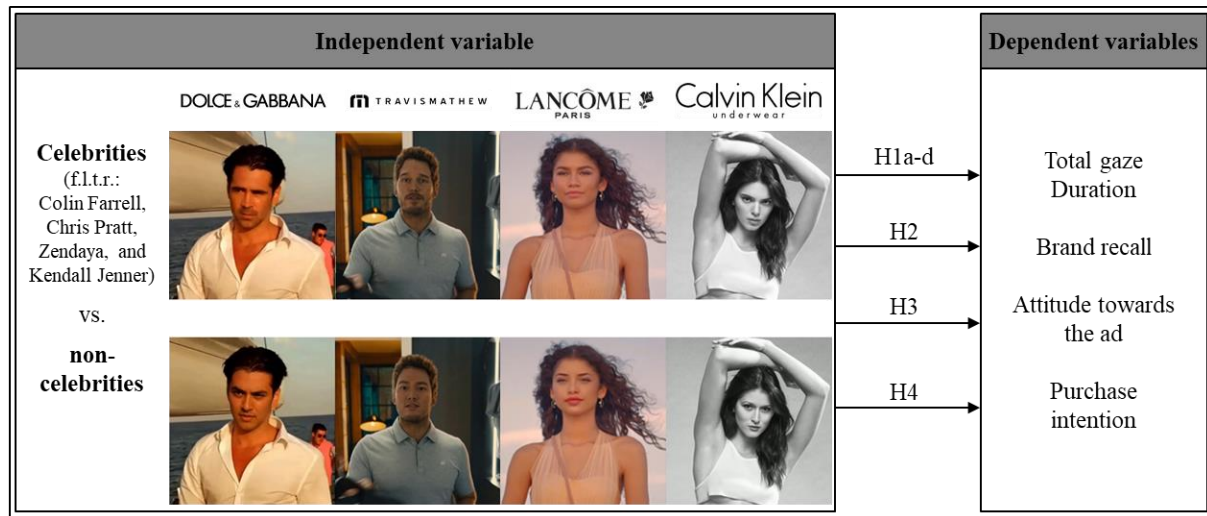 Independent variable
Dependent variables
DOLCE & GABBANA
TRAVISMATHEW
LANCÔME
PARIS
Calvin Klein
underwear
Celebrities
(f.l.t.r.:
Colin Farrell,
Chris Pratt,
Zendaya, and
Kendall Jenner)
vs.
non-
celebrities
H1a-d
H2
H3
H4
Total gaze
Duration
Brand recall
Attitude towards
the ad
Purchase
intention